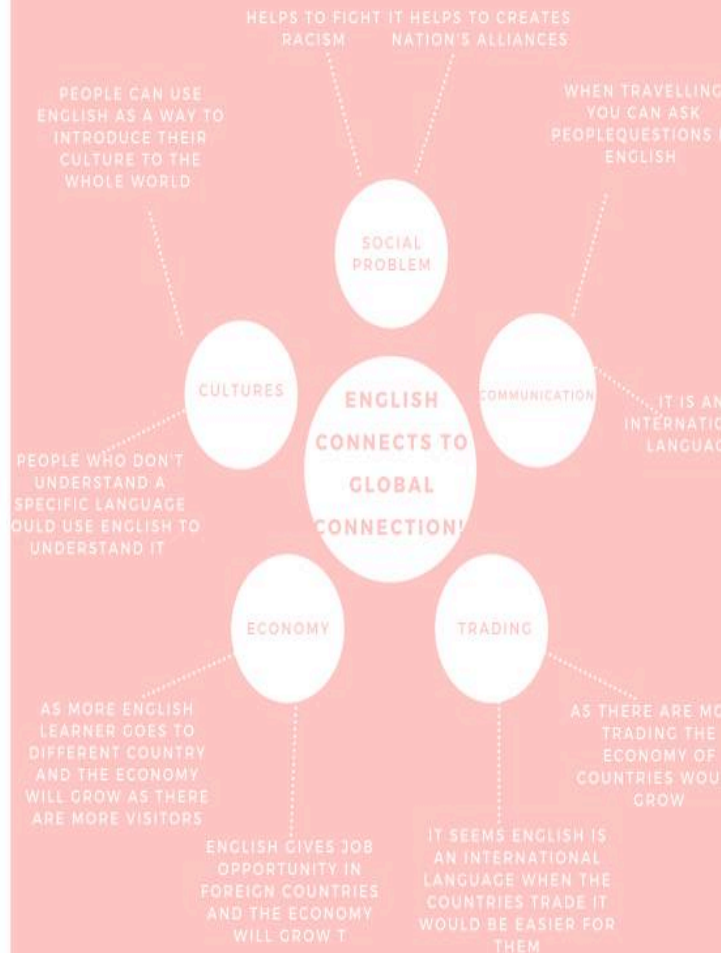 HELPS TO FIGHT
RACISM
IT HELPS TO CREATES
NATION'S ALLIANCES
PEOPLE CAN USE
ENGLISH AS A WAY TO
INTRODUCE THEIR
CULTURE TO THE
WHOLE WORLD
WHEN TRAVELLING
YOU CAN ASK
PEOPLEQUESTIONS
ENGLISH
SOCIAL
PROBLEM
CULTURES
COMMUNICATION
ENGLISH
CONNECTS TO
GLOBAL
CONNECTION!
IT IS AN
INTERNATIO
LANGUAG
PEOPLE WHO DON'T
UNDERSTAND A
SPECIFIC LANGUAGE
OULD USE ENGLISH TO
UNDERSTAND IT
ECONOMY
TRADING
AS MORE ENGLISH
LEARNER GOES TO
DIFFERENT COUNTRY
AND THE ECONOMY
WILL GROW AS THERE
ARE MORE VISITORS
AS THERE ARE MO
TRADING THE
ECONOMY OF
COUNTRIES WOU
GROW
ENGLISH GIVES JOB
OPPORTUNITY IN
FOREIGN COUNTRIES
AND THE ECONOMY
WILL GROW T
IT SEEMS ENGLISH IS
AN INTERNATIONAL
LANGUAGE WHEN THE
COUNTRIES TRADE IT
WOULD BE EASIER FOR
THEM